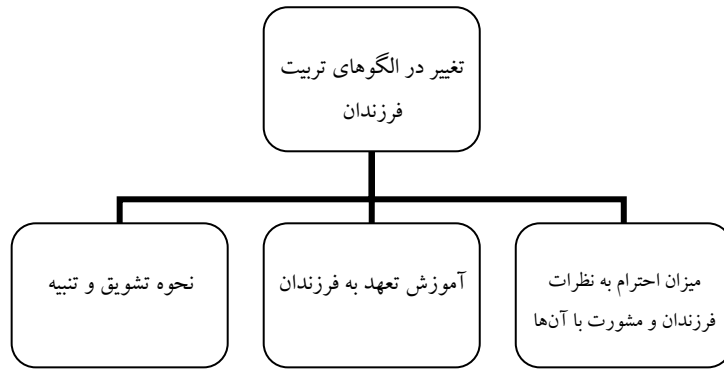 تغییر در الگوهای تربیت
فرزندان
میزان احترام به نظرات
فرزندان و مشورت با آن‌ها
آموزش تعهد به فرزندان
نحوه تشویق و تنبیه